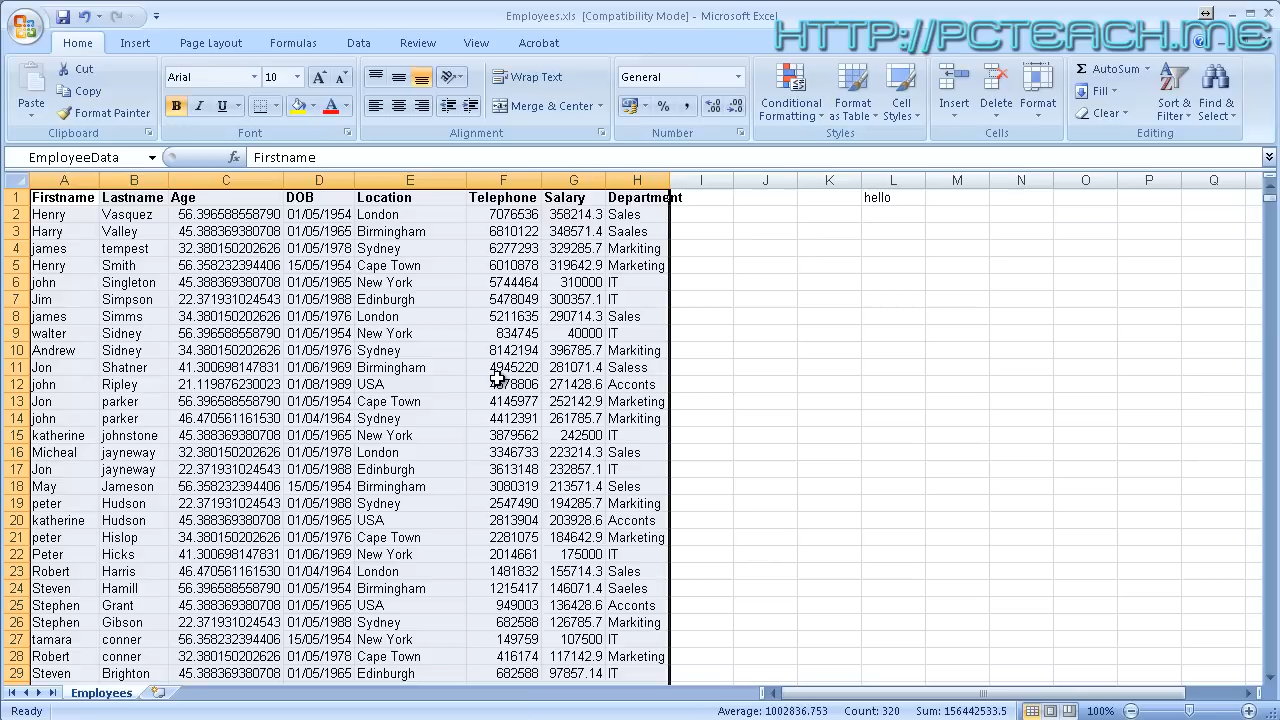 Employee.xls [Compatibility Mode] - Microsoft Excel
HTTP://PCTEACH.ME
Home Insert Page Layout Formulas Data Review View
Cut
Copy
Format Painter
Paste
Clipboard
Arial 10
Font
Wrap Text
Merge & Center
Alignment
General
Number
Conditional Formatting
Format as Table
Cell Styles
Styles
Insert Delete Format
Cells
AutoSum
Fill
Clear
Sort & Filter
Find & Select
Editing
EmployeeData fx Firstname
A B C D E F H I J K L M N O P Q
1 Firstname Lastname Age DOB Location Telephone Salary Department hello
2 Henry Vasquez 56.396588558790 01/05/1954 London 7076536 Sales
3 Harry Valley 45.388369380708 01/05/1965 Birmingham 6810122 348571.4 Saales
4 james tempest 32.380150202626 01/05/1978 Sydney 6277293 329285.7 Markiting
5 Henry Smith 56.358232394406 15/05/1954 Cape Town 6010878 319642.9 Marketing
6 john Singleton 45.388369380708 01/05/1965 New York 5744464 310000 IT
7 Jim Simpson 22.371931024543 01/05/1988 Edinburgh 5478049 300357.1 IT
8 james Simms 34.380150202626 01/05/1976 London 5211635 290714.3 Sales
9 walter Sidney 56.396588558790 01/05/1954 New York 834745 40000 IT
10 Andrew Sidney 34.380150202626 01/05/1976 Sydney 8142194 396785.7 Markiting
11 Jon Shatner 41.300698147831 01/06/1969 Birmingham 4945220 281071.4 Saless
12 john Ripley 21.119876230023 01/08/1989 USA 271428.6 Acconts
13 Jon parker 56.396588558790 01/05/1954 Cape Town 4145977 252142.9 Marketing
14 john parker 46.470561161530 01/04/1964 Sydney 4412391 261785.7 Markiting
15 katherine johnstone 45.388369380708 01/05/1965 New York 3879562 242500 IT
16 Micheal jayneway 32.380150202626 01/05/1978 London 3346733 223214.3 Sales
17 Jon jayneway 22.371931024543 01/05/1988 Edinburgh 3613148 232857.1 IT
18 May Jameson 56.358232394406 15/05/1954 Birmingham 3080319 213571.4 Seles
19 peter Hudson 22.371931024543 01/05/1988 Sydney 2547490 194285.7 Markiting
20 katherine Hudson 45.388369380708 01/05/1965 USA 2813904 203928.6 Acconts
21 peter Hislop 34.380150202626 01/05/1976 Cape Town 2281075 184642.9 Marketing
22 Peter Hicks 41.300698147831 01/06/1969 New York 2014661 175000 IT
23 Robert Harris 46.470561161530 01/04/1964 London 1481832 155714.3 Sales
24 Steven Hamill 56.396588558790 01/05/1954 Birmingham 1215417 146071.4 Saeles
25 Stephen Grant 45.388369380708 01/05/1965 USA 949003 136428.6 Acconts
26 Stephen Gibson 22.371931024543 01/05/1988 Sydney 682588 126785.7 Markiting
27 tamara conner 56.358232394406 15/05/1954 New York 149759 107500 IT
28 Robert conner 32.380150202626 01/05/1978 Cape Town 416174 117142.9 Marketing
29 Steven Brighton 22.371931024543 01/05/1988 Edinburgh 682588 97857.14 IT
Employees
Ready Average: 1002836.753 Count: 320 Sum: 156442533.5 100%